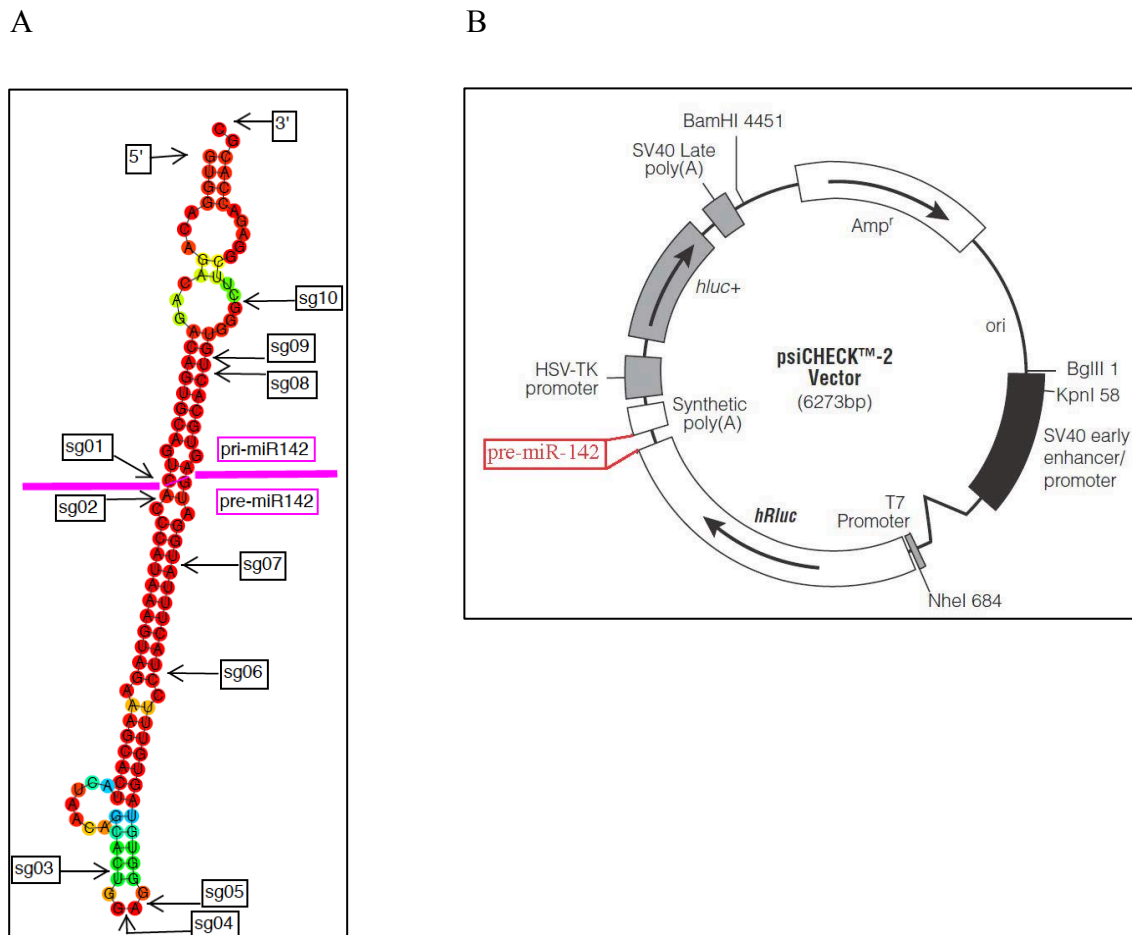 A
B
3'
5'
sg10
sg09
sg08
sg01
pri-miR142
pre-miR142
sg02
sg07
sg06
sg03
sg05
sg04
BamHI 4451
SV40 Late
poly(A)
Ampʳ
hluc+
ori
psiCHECK™-2
Vector
(6273bp)
HSV-TK
promoter
BglII 1
KpnI 58
Synthetic
poly(A)
pre-miR-142
SV40 early
enhancer/
promoter
T7
Promoter
hRluc
NheI 684